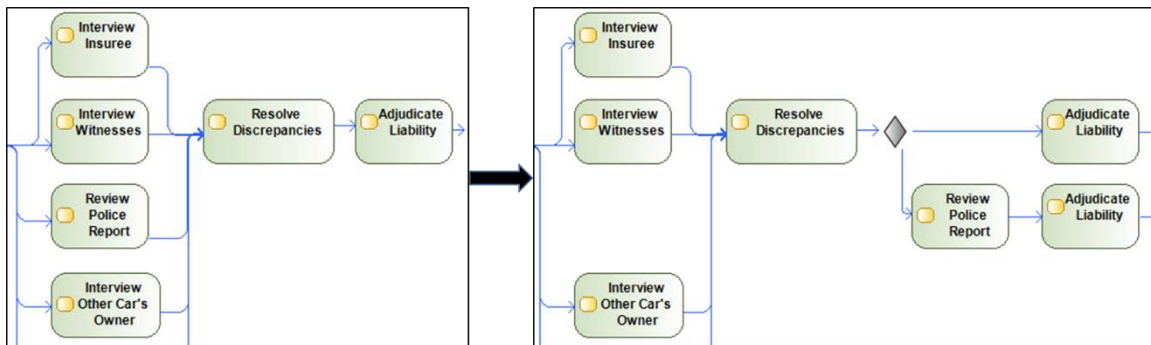 Interview
Insuree
Interview
Witnesses
Resolve
Discrepancies
Adjudicate
Liability
Review
Police
Report
Interview
Other Car's
Owner
Interview
Insuree
Interview
Witnesses
Resolve
Discrepancies
Adjudicate
Liability
Review
Police
Report
Adjudicate
Liability
Interview
Other Car's
Owner